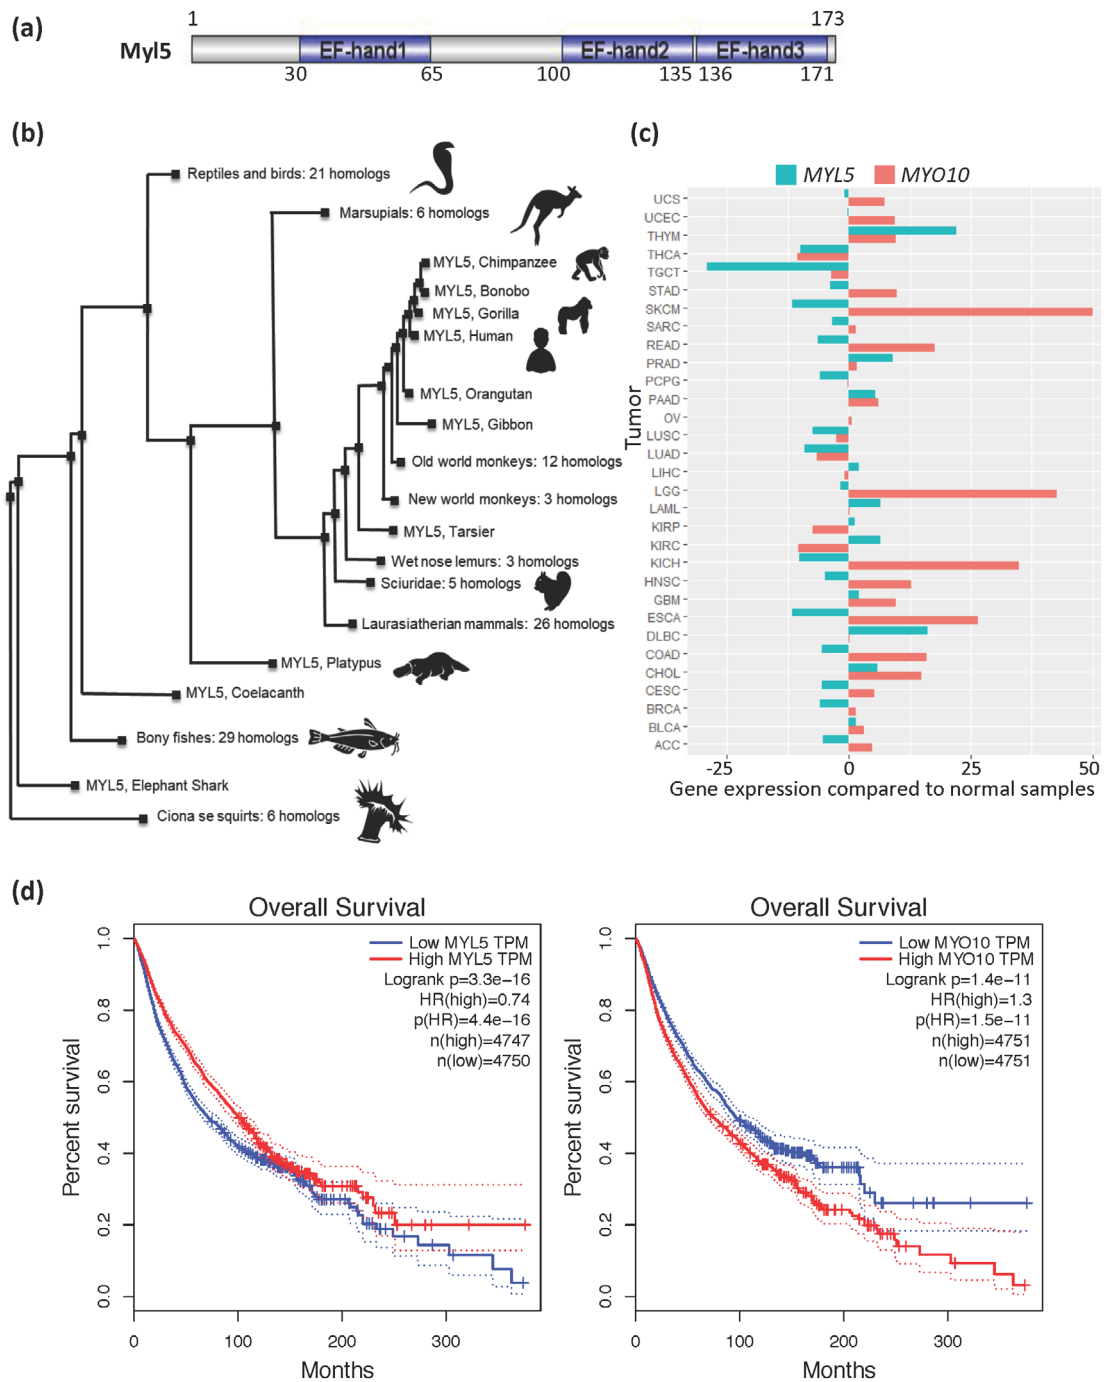 (a)
1
173
Myl5
EF-hand1
EF-hand2
EF-hand3
30
65
100
135
136
171
(b)
Reptiles and birds: 21 homologs
Marsupials: 6 homologs
MYL5, Chimpanzee
MYL5, Bonobo
MYL5, Gorilla
MYL5, Human
MYL5, Orangutan
MYL5, Gibbon
Old world monkeys: 12 homologs
New world monkeys: 3 homologs
MYL5, Tarsier
Wet nose lemurs: 3 homologs
Sciuridae: 5 homologs
Laurasiatherian mammals: 26 homologs
MYL5, Platypus
MYL5, Coelacanth
Bony fishes: 29 homologs
MYL5, Elephant Shark
Ciona se squirts: 6 homologs
(c)
MYL5
MYO10
Tumor
UCS
UCEC
THYM
THCA
TGCT
STAD
SKCM
SARC
READ
PRAD
PCPG
PAAD
OV
LUSC
LUAD
LIHC
LGG
LAML
KIRP
KIRC
KICH
HNSC
GBM
ESCA
DLBC
COAD
CHOL
CESC
BRCA
BLCA
ACC
-25
0
25
50
Gene expression compared to normal samples
(d)
Overall Survival
Low MYL5 TPM
High MYL5 TPM
Logrank p=3.3e−16
HR(high)=0.74
p(HR)=4.4e−16
n(high)=4747
n(low)=4750
Percent survival
1.0
0.8
0.6
0.4
0.2
0.0
0
100
200
300
Months
Overall Survival
Low MYO10 TPM
High MYO10 TPM
Logrank p=1.4e−11
HR(high)=1.3
p(HR)=1.5e−11
n(high)=4751
n(low)=4751
Percent survival
1.0
0.8
0.6
0.4
0.2
0.0
0
100
200
300
Months